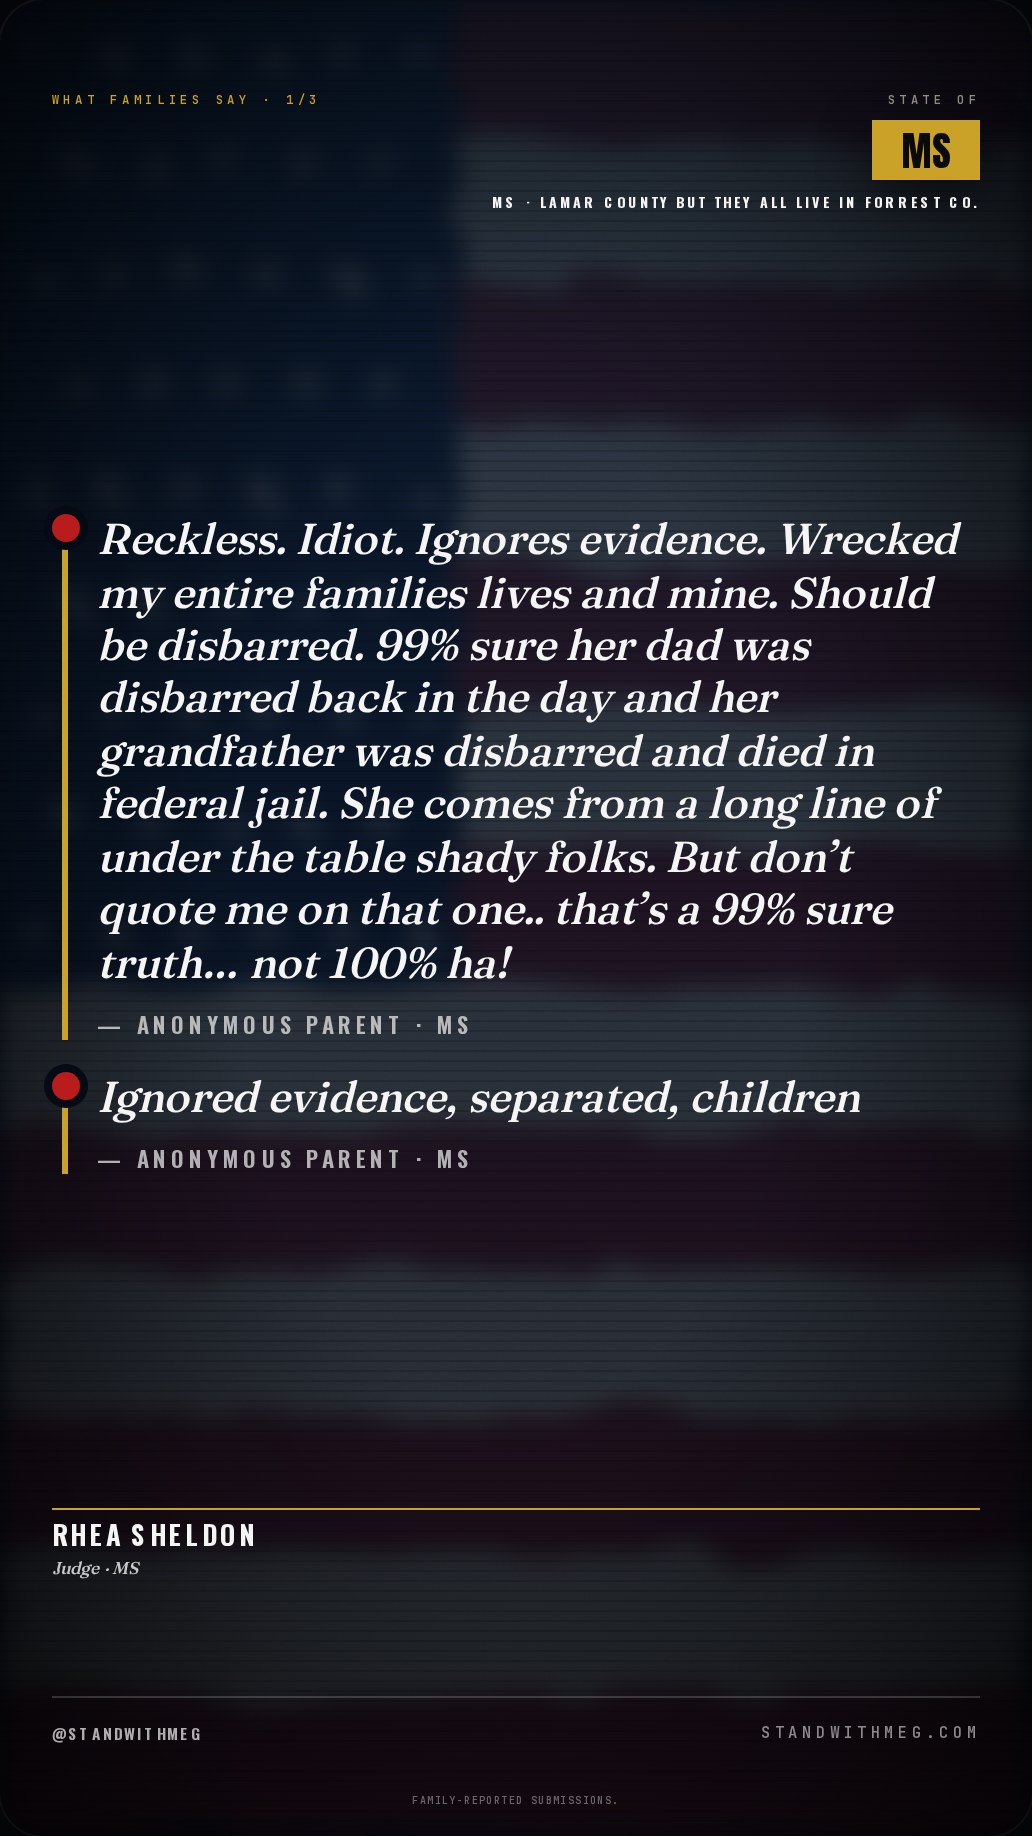 WHAT FAMILIES SAY · 1/3
STATE OF
MS
MS · LAMAR COUNTY BUT THEY ALL LIVE IN FORREST CO.
Reckless. Idiot. Ignores evidence. Wrecked
my entire families lives and mine. Should
be disbarred. 99% sure her dad was
disbarred back in the day and her
grandfather was disbarred and died in
federal jail. She comes from a long line of
under the table shady folks. But don’t
quote me on that one.. that’s a 99% sure
truth... not 100% ha!
— ANONYMOUS PARENT · MS
Ignored evidence, separated, children
— ANONYMOUS PARENT · MS
RHEA SHELDON
Judge · MS
@STANDWITHMEG
STANDWITHMEG.COM
FAMILY-REPORTED SUBMISSIONS.